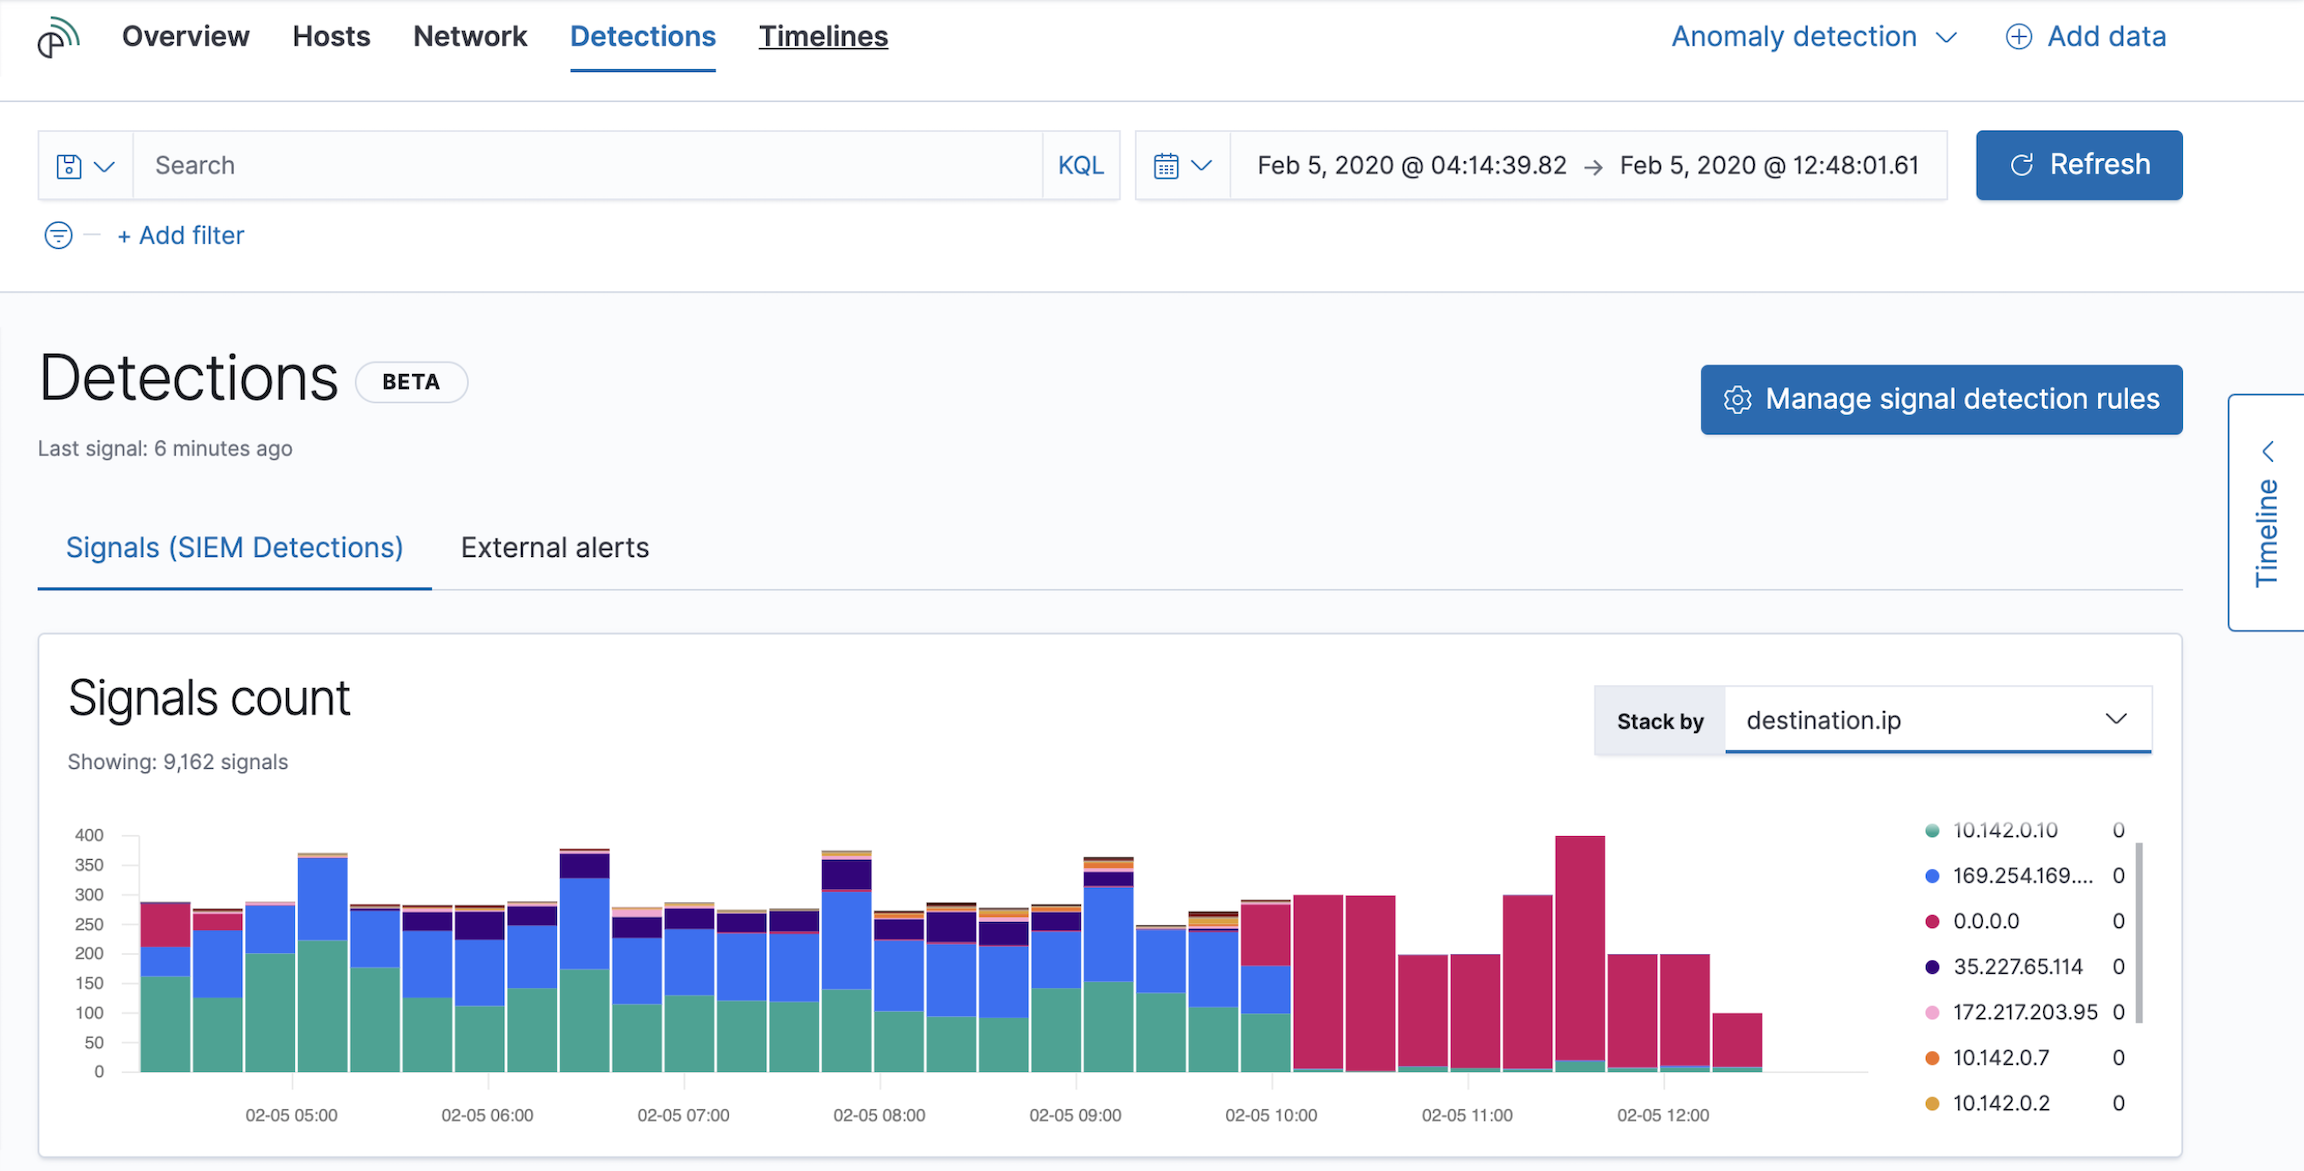 Overview Hosts Network Detections Timelines Anomaly detection Add data
Search KQL Feb 5, 2020 @ 04:14:39.82 → Feb 5, 2020 @ 12:48:01.61 Refresh
+ Add filter
Detections BETA
Manage signal detection rules
Last signal: 6 minutes ago
Timeline
Signals (SIEM Detections) External alerts
Signals count
Stack by destination.ip
Showing: 9,162 signals
400
350
300
250
200
150
100
50
0
02-05 05:00 02-05 06:00 02-05 07:00 02-05 08:00 02-05 09:00 02-05 10:00 02-05 11:00 02-05 12:00
10.142.0.10 0
169.254.169.... 0
0.0.0.0 0
35.227.65.114 0
172.217.203.95 0
10.142.0.7 0
10.142.0.2 0